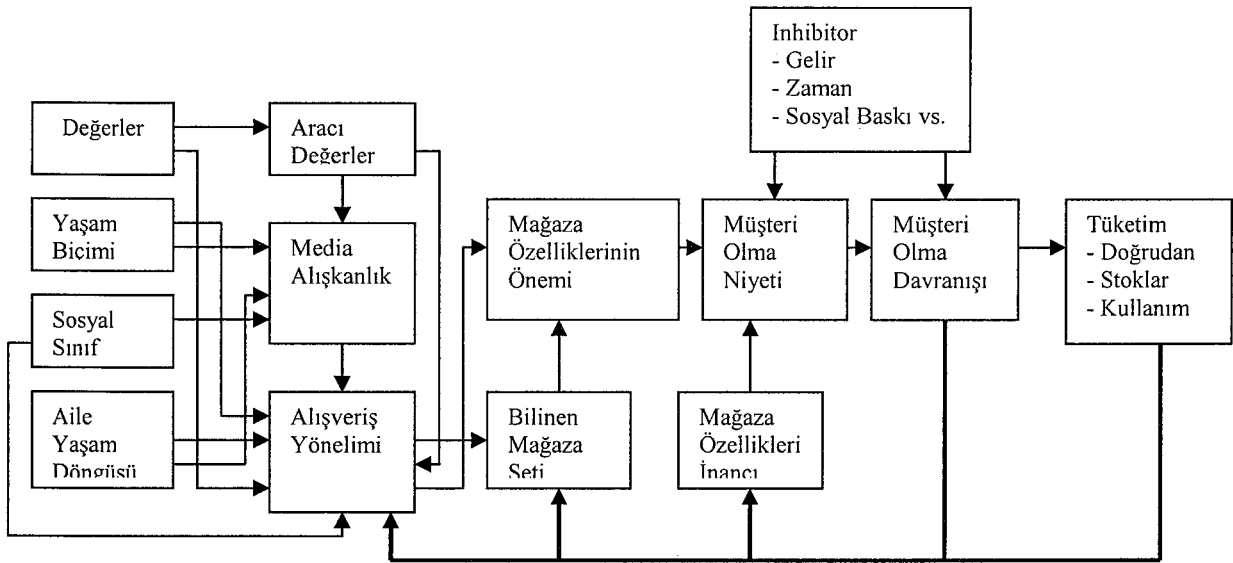 Inhibitor
- Gelir
- Zaman
- Sosyal Baskı vs.
Değerler
Aracı
Değerler
Yaşam
Biçimi
Media
Alışkanlık
Mağaza
Özelliklerinin
Önemi
Müşteri
Olma
Niyeti
Müşteri
Olma
Davranışı
Tüketim
- Doğrudan
- Stoklar
- Kullanım
Sosyal
Sınıf
Aile
Yaşam
Döngüsü
Alışveriş
Yönelimi
Bilinen
Mağaza
Seti
Mağaza
Özellikleri
İnancı